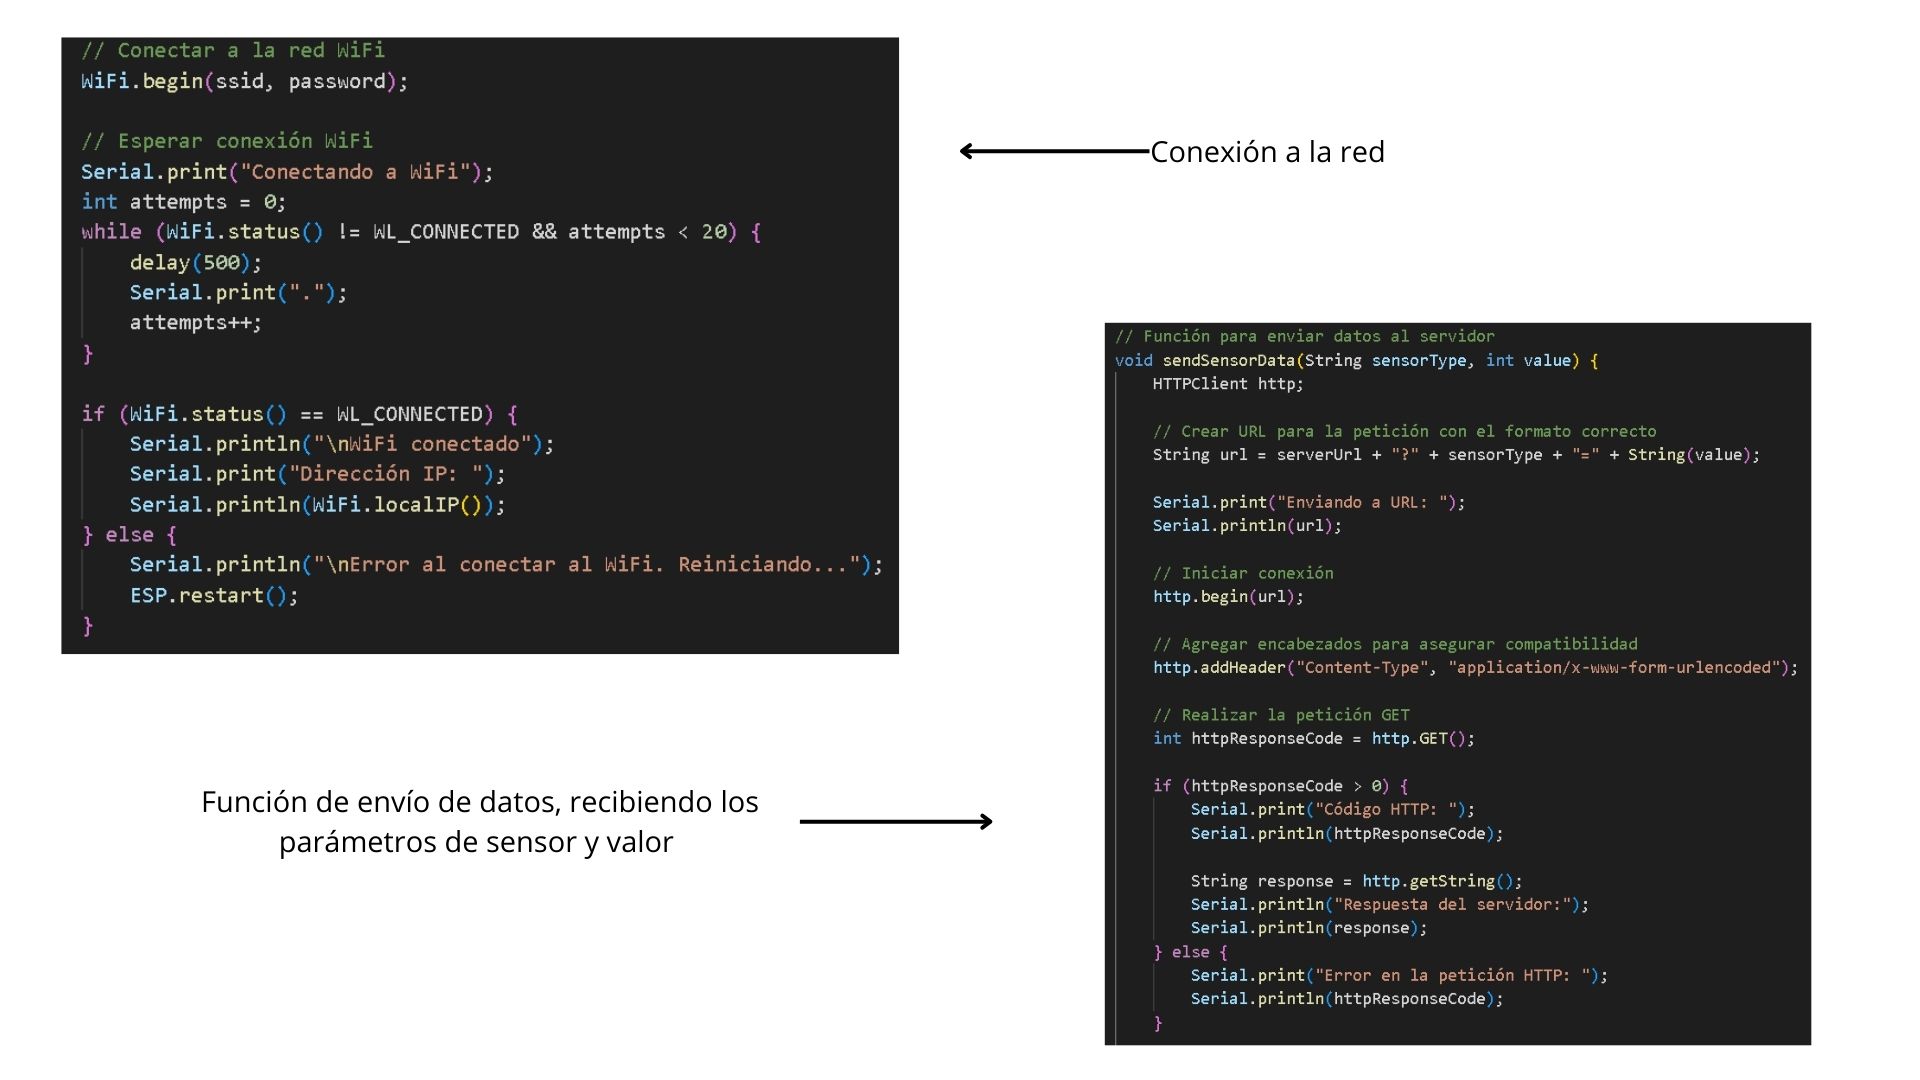 // Conectar a la red WiFi
WiFi.begin(ssid, password);
// Esperar conexión WiFi
Serial.print("Conectando a WiFi");
int attempts = 0;
while (WiFi.status() != WL_CONNECTED && attempts < 20) {
    delay(500);
    Serial.print(".");
    attempts++;
}
if (WiFi.status() == WL_CONNECTED) {
    Serial.println("\nWiFi conectado");
    Serial.print("Dirección IP: ");
    Serial.println(WiFi.localIP());
} else {
    Serial.println("\nError al conectar al WiFi. Reiniciando...");
    ESP.restart();
}
Conexión a la red
Función de envío de datos, recibiendo los
parámetros de sensor y valor
// Función para enviar datos al servidor
void sendSensorData(String sensorType, int value) {
    HTTPClient http;
    // Crear URL para la petición con el formato correcto
    String url = serverUrl + "?" + sensorType + "=" + String(value);
    Serial.print("Enviando a URL: ");
    Serial.println(url);
    // Iniciar conexión
    http.begin(url);
    // Agregar encabezados para asegurar compatibilidad
    http.addHeader("Content-Type", "application/x-www-form-urlencoded");
    // Realizar la petición GET
    int httpResponseCode = http.GET();
    if (httpResponseCode > 0) {
        Serial.print("Código HTTP: ");
        Serial.println(httpResponseCode);
        String response = http.getString();
        Serial.println("Respuesta del servidor:");
        Serial.println(response);
    } else {
        Serial.print("Error en la petición HTTP: ");
        Serial.println(httpResponseCode);
    }